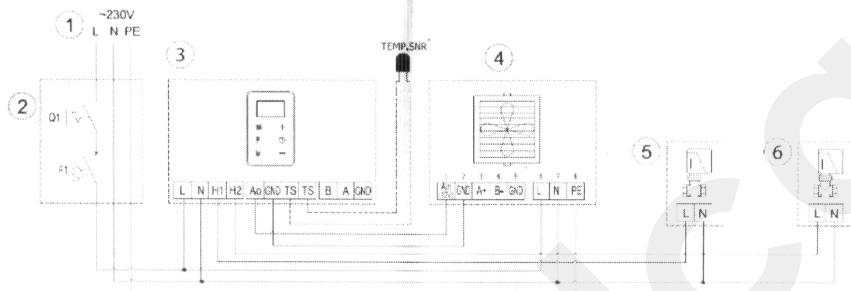 ~230V
1
L N PE
2
Q1
F1
3
L N H1 H2 Ao GND TS TS B A GND
TEMP.SNR
4
1 2 3 4 5 6 7 8
GND A+ B- GND L N PE
5
L N
6
L N